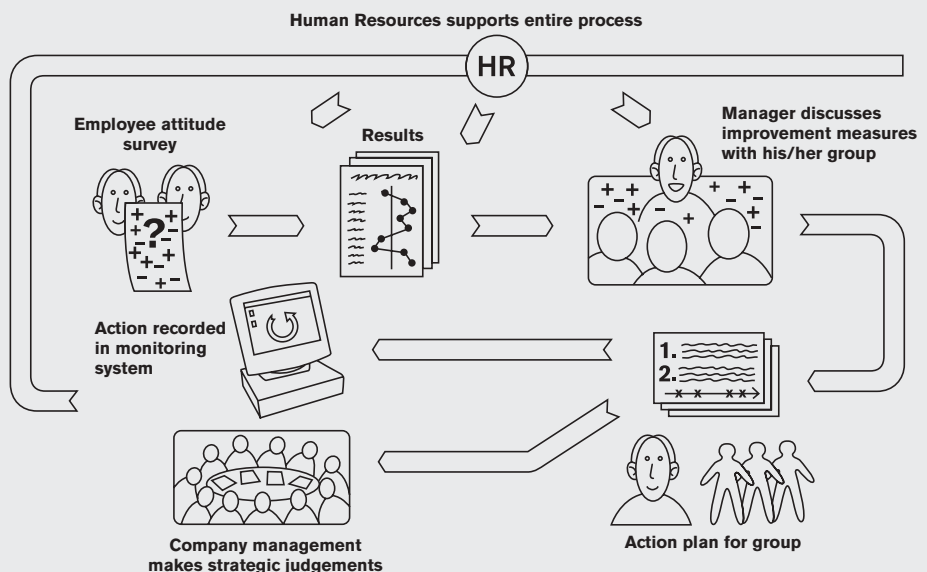 Human Resources supports entire process
HR
Employee attitude
survey
Results
Manager discusses
improvement measures
with his/her group
?
Action recorded
in monitoring
system
1.
2.
Company management
makes strategic judgements
Action plan for group